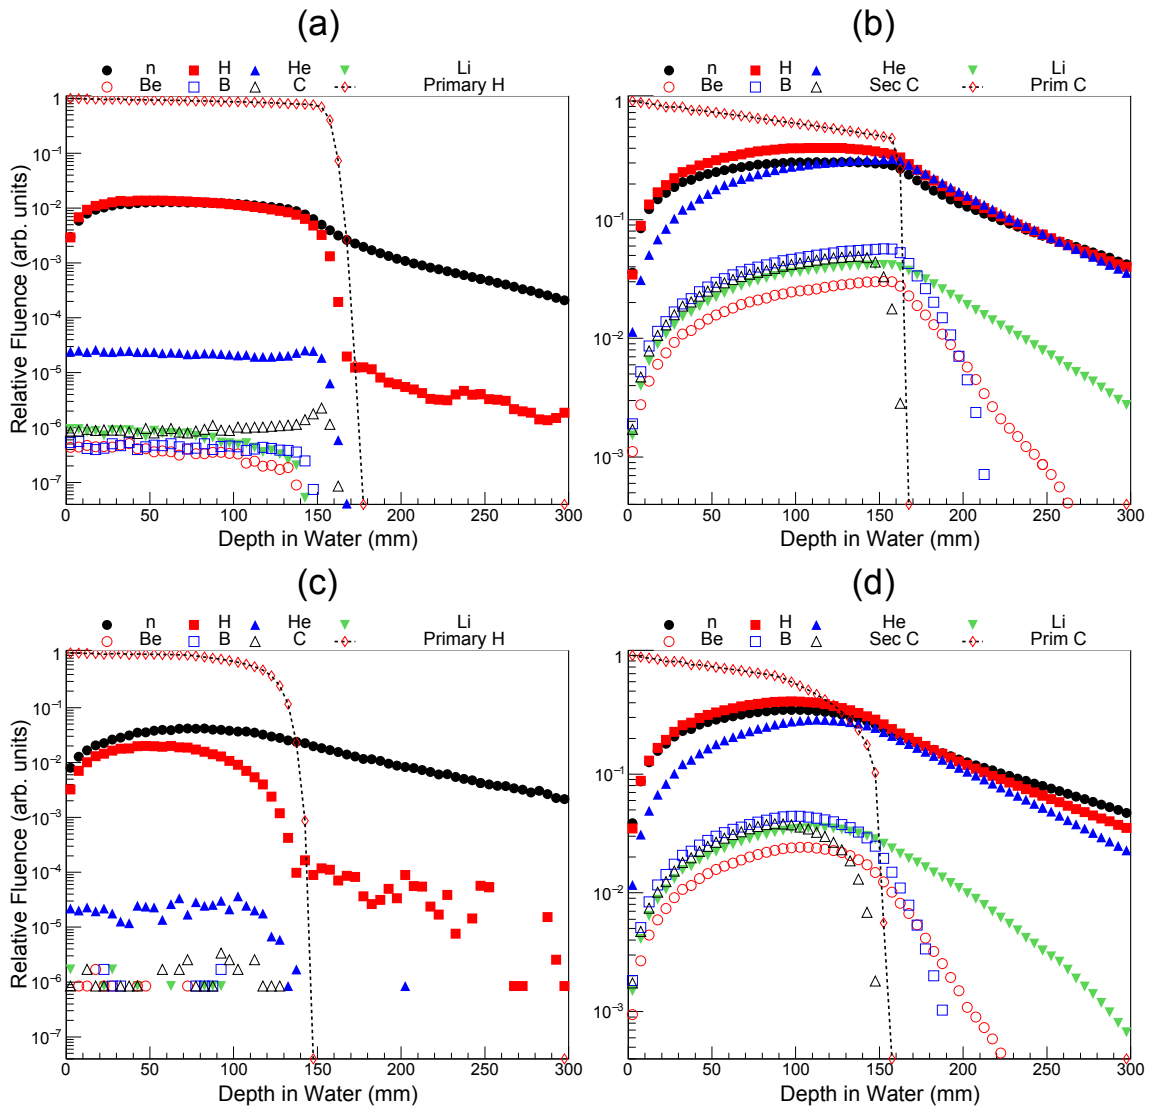 (a)
n H He Li
Be B C Primary H
Relative Fluence (arb. units)
1
10⁻¹
10⁻²
10⁻³
10⁻⁴
10⁻⁵
10⁻⁶
10⁻⁷
0 50 100 150 200 250 300
Depth in Water (mm)
(b)
n H He Li
Be B Sec C Prim C
1
10⁻¹
10⁻²
10⁻³
0 50 100 150 200 250 300
Depth in Water (mm)
(c)
n H He Li
Be B C Primary H
Relative Fluence (arb. units)
1
10⁻¹
10⁻²
10⁻³
10⁻⁴
10⁻⁵
10⁻⁶
10⁻⁷
0 50 100 150 200 250 300
Depth in Water (mm)
(d)
n H He Li
Be B Sec C Prim C
1
10⁻¹
10⁻²
10⁻³
0 50 100 150 200 250 300
Depth in Water (mm)